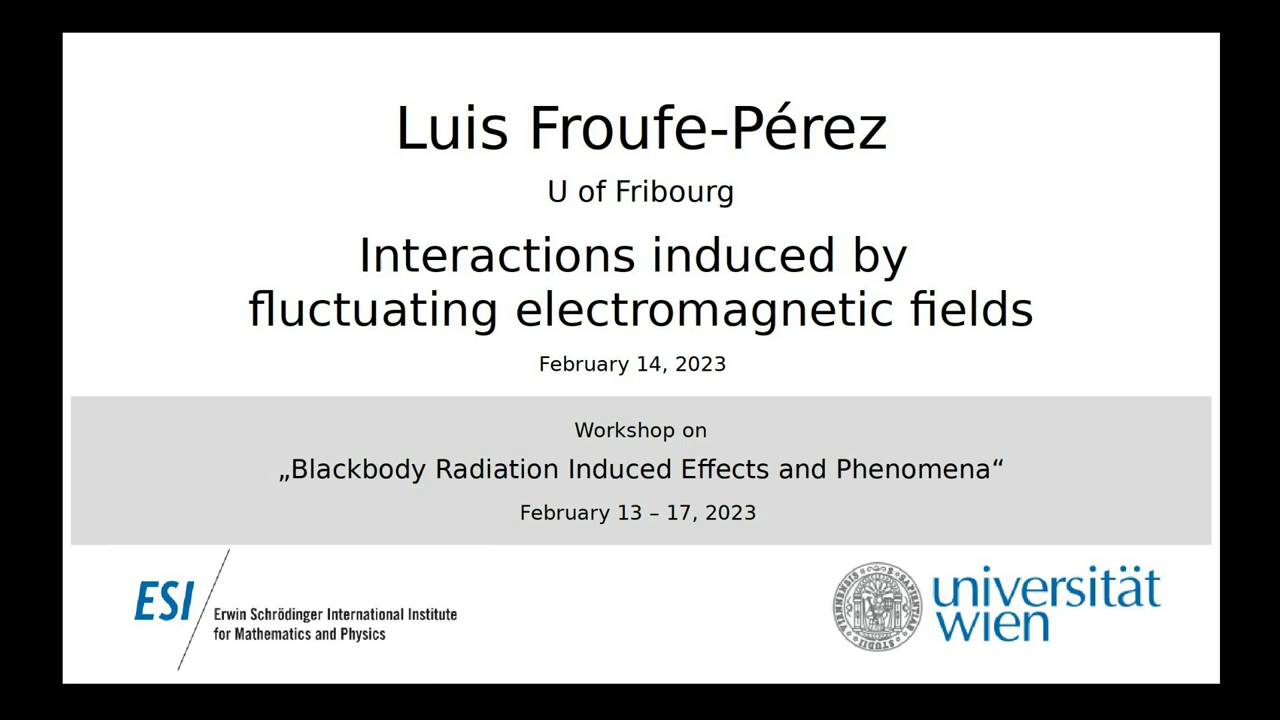 Luis Froufe-Pérez
U of Fribourg
Interactions induced by
fluctuating electromagnetic fields
February 14, 2023
Workshop on
„Blackbody Radiation Induced Effects and Phenomena“
February 13 – 17, 2023
ESI
Erwin Schrödinger International Institute
for Mathematics and Physics
universität
wien